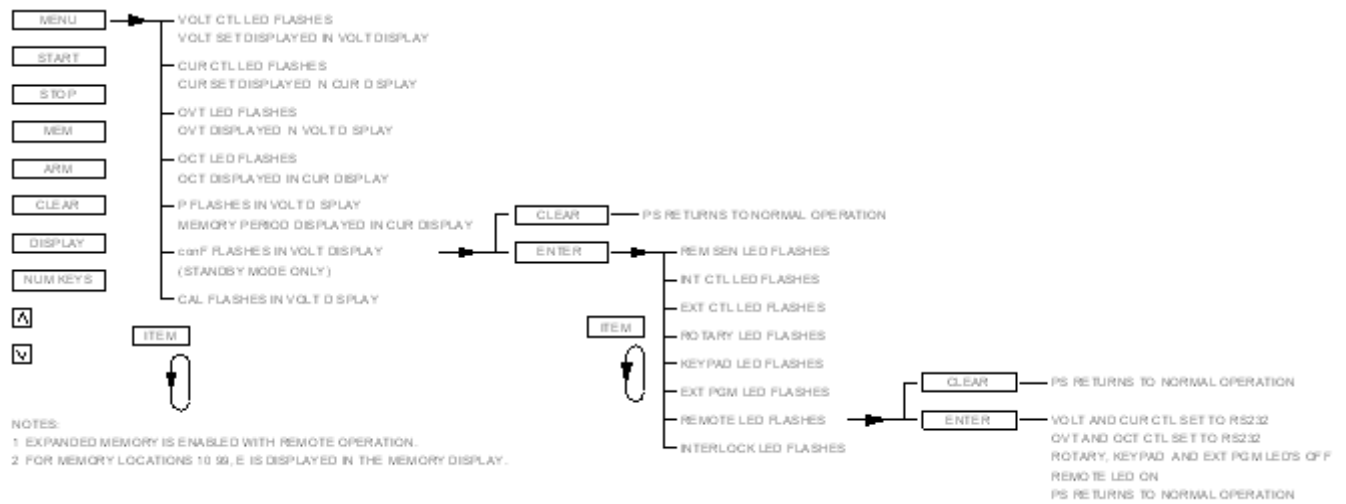 MENU
START
STOP
MEM
ARM
CLEAR
DISPLAY
NUM KEYS
VOLT CTL LED FLASHES
VOLT SET DISPLAYED IN VOLT DISPLAY
CUR CTL LED FLASHES
CUR SET DISPLAYED N CUR D SPLAY
OVT LED FLASHES
OVT DISPLAYED N VOLT D SPLAY
OCT LED FLASHES
OCT DISPLAYED IN CUR DISPLAY
P FLASHES IN VOLT D SPLAY
MEMORY PERIOD DISPLAYED IN CUR DISPLAY
conF FLASHES IN VOLT DISPLAY
(STANDBY MODE ONLY)
CAL FLASHES IN VOLT D SPLAY
ITEM
CLEAR
PS RETURNS TO NORMAL OPERATION
ENTER
REM SEN LED FLASHES
INT CTL LED FLASHES
EXT CTL LED FLASHES
ROTARY LED FLASHES
KEYPAD LED FLASHES
EXT PGM LED FLASHES
REMOTE LED FLASHES
INTERLOCK LED FLASHES
ITEM
CLEAR
PS RETURNS TO NORMAL OPERATION
ENTER
VOLT AND CUR CTL SET TO RS232
OVT AND OCT CTL SET TO RS232
ROTARY, KEYPAD AND EXT PGM LED'S OFF
REMOTE LED ON
PS RETURNS TO NORMAL OPERATION
NOTES:
1 EXPANDED MEMORY IS ENABLED WITH REMOTE OPERATION.
2 FOR MEMORY LOCATIONS 10 99, E IS DISPLAYED IN THE MEMORY DISPLAY.